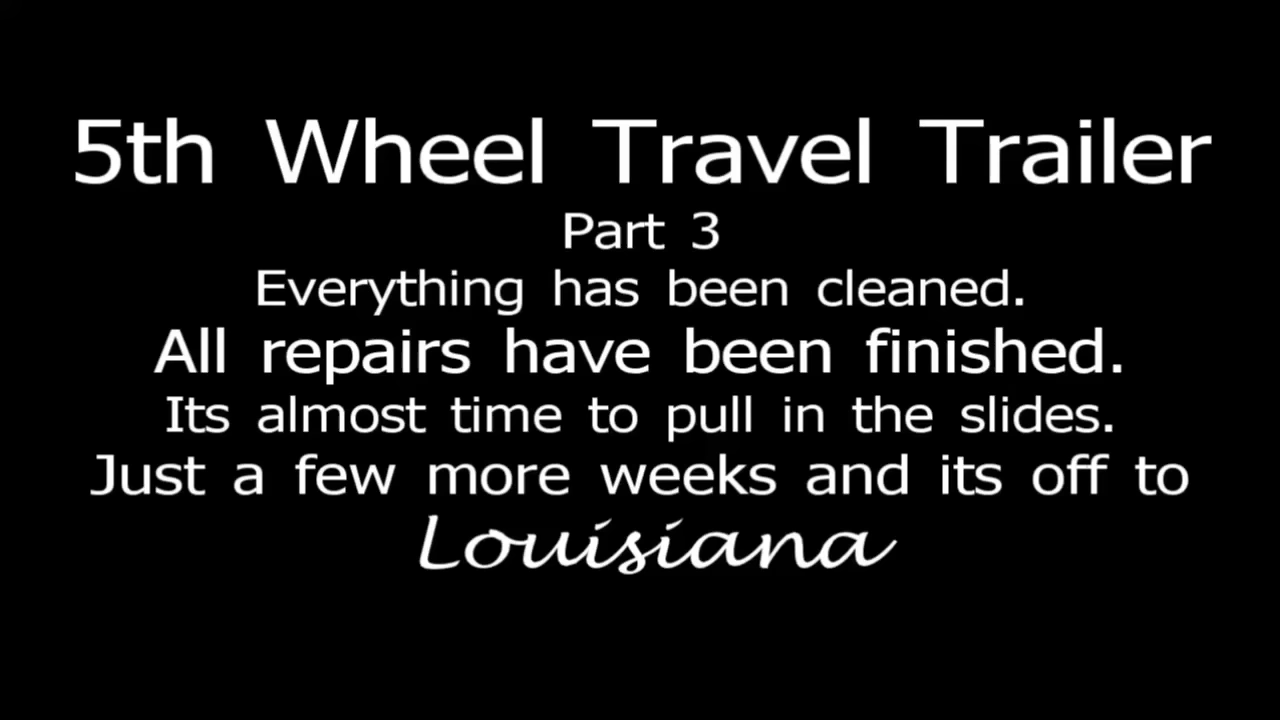 5th Wheel Travel Trailer
Part 3
Everything has been cleaned.
All repairs have been finished.
Its almost time to pull in the slides.
Just a few more weeks and its off to
Louisiana